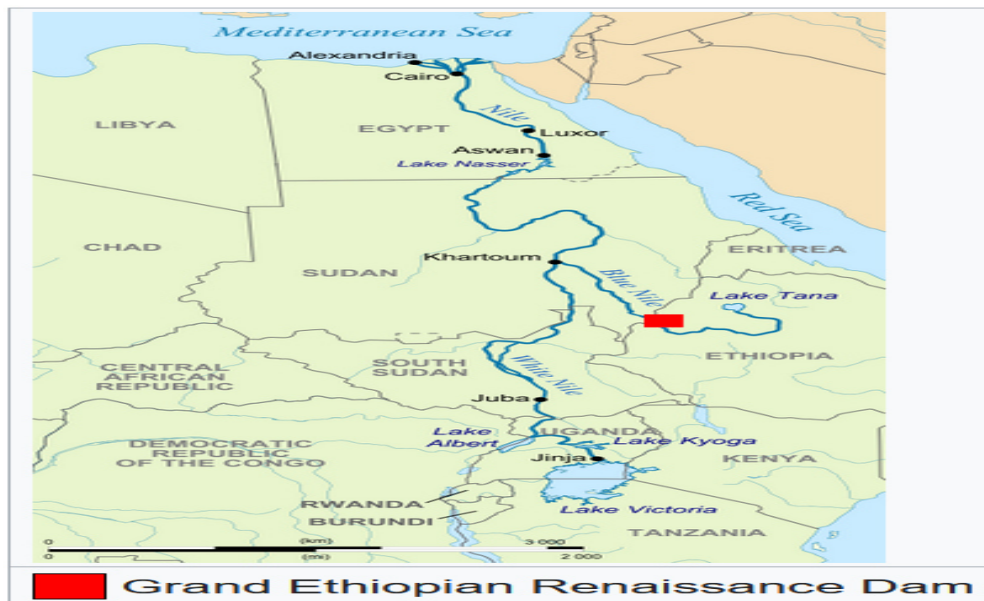 Mediterranean Sea
Alexandria
Cairo
LIBYA
EGYPT
Nile
Luxor
Aswan
Lake Nasser
Red Sea
CHAD
SUDAN
Khartoum
ERITREA
Blue Nile
Lake Tana
ETHIOPIA
CENTRAL
AFRICAN
REPUBLIC
SOUTH
SUDAN
White Nile
Juba
Lake
Albert
UGANDA
Lake Kyoga
DEMOCRATIC
REPUBLIC
OF THE CONGO
Jinja
KENYA
RWANDA
BURUNDI
Lake Victoria
TANZANIA
0 (km) 3 000
0 (mi) 2 000
Grand Ethiopian Renaissance Dam